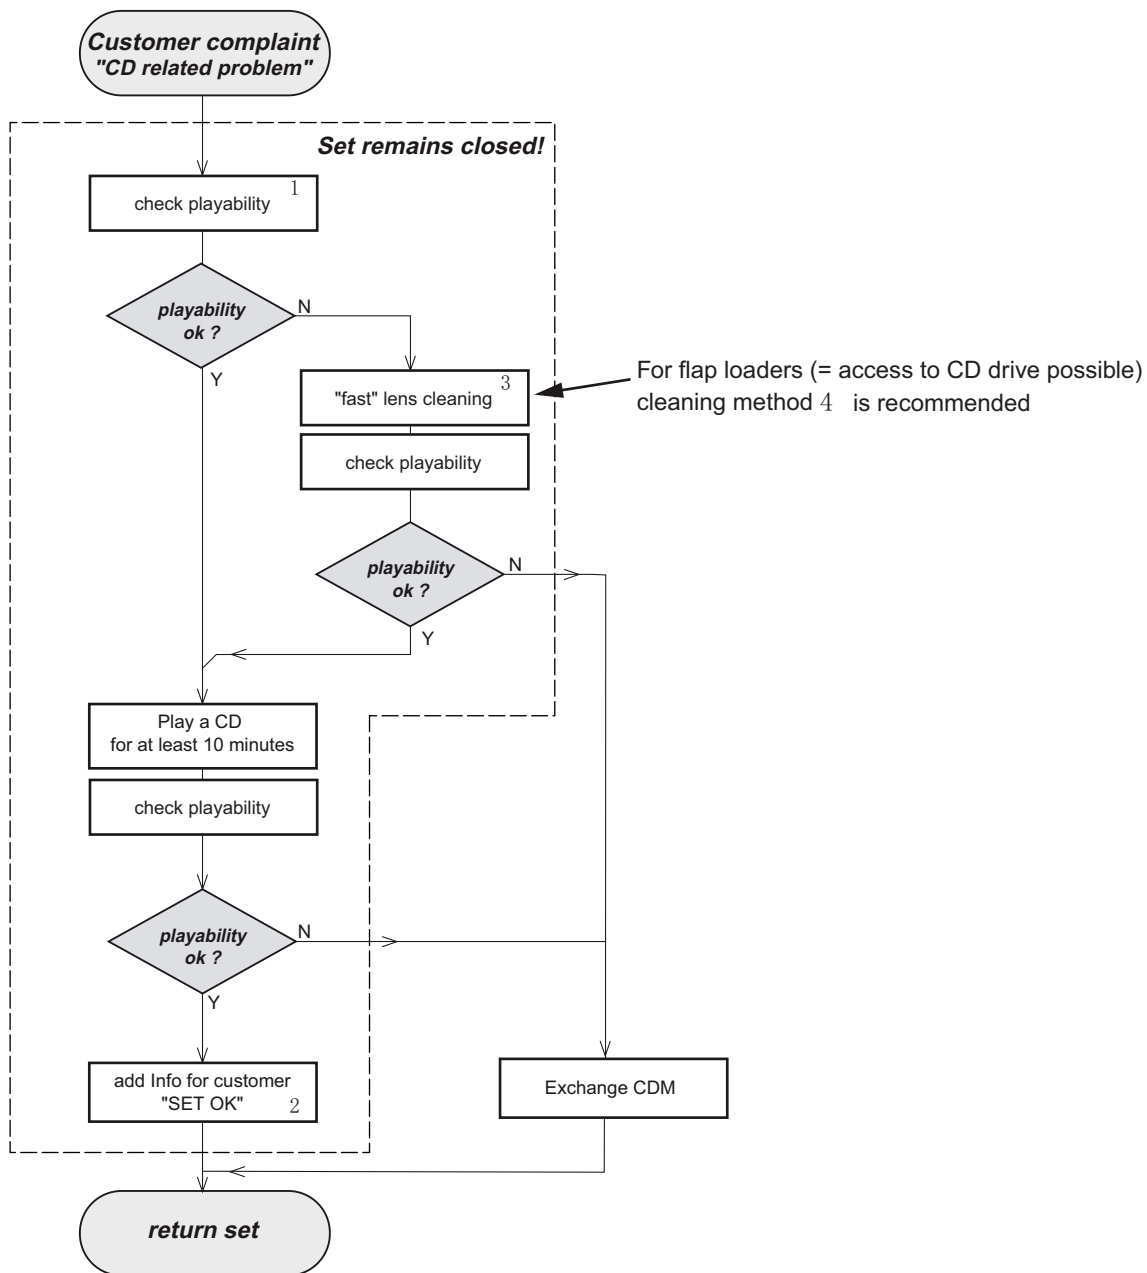 Customer complaint
"CD related problem"
Set remains closed!
1
check playability
playability
ok ?
N
Y
3
"fast" lens cleaning
For flap loaders (= access to CD drive possible)
cleaning method 4 is recommended
check playability
playability
ok ?
N
Y
Play a CD
for at least 10 minutes
check playability
playability
ok ?
N
Y
add Info for customer
"SET OK" 2
Exchange CDM
return set